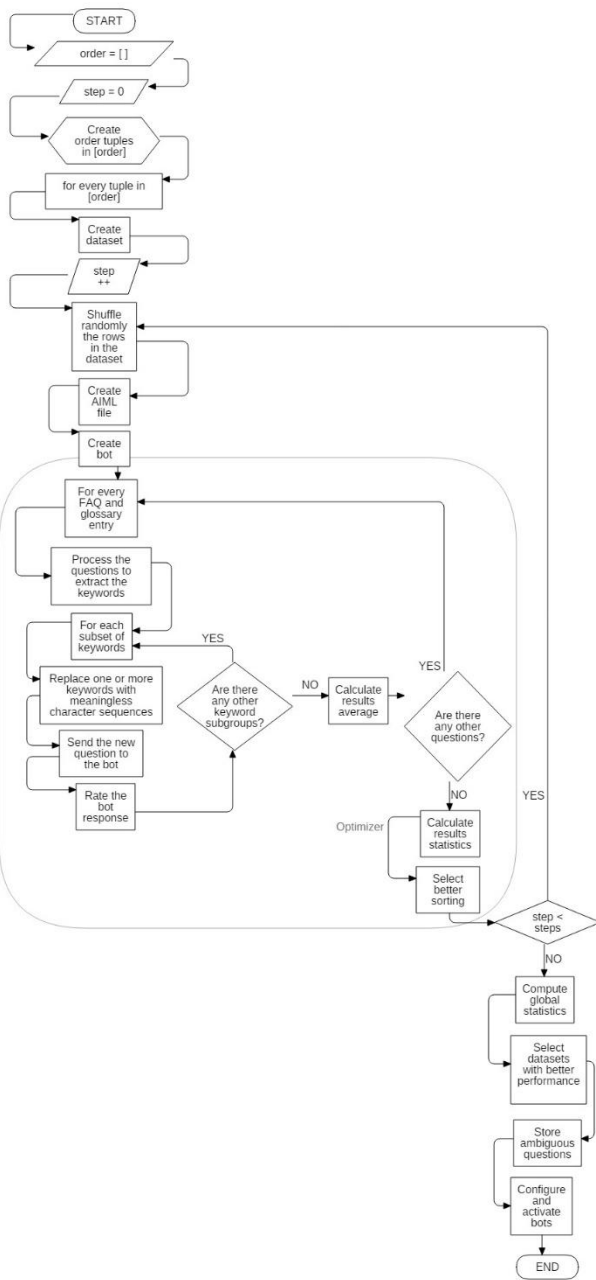 START
order = [ ]
step = 0
Create
order tuples
in [order]
for every tuple in
[order]
Create
dataset
step
++
Shuffle
randomly
the rows
in the
dataset
Create
AIML
file
Create
bot
For every
FAQ and
glossary
entry
Process the
questions to
extract the
keywords
For each
subset of
keywords
YES
Replace one or more
keywords with
meaningless
character sequences
Send the new
question to
the bot
Rate the
bot
response
Are there
any other
keyword
subgroups?
NO
Calculate
results
average
YES
Are there
any other
questions?
NO
Optimizer
Calculate
results
statistics
Select
better
sorting
YES
step <
steps
NO
Compute
global
statistics
Select
datasets
with better
performance
Store
ambiguous
questions
Configure
and
activate
bots
END